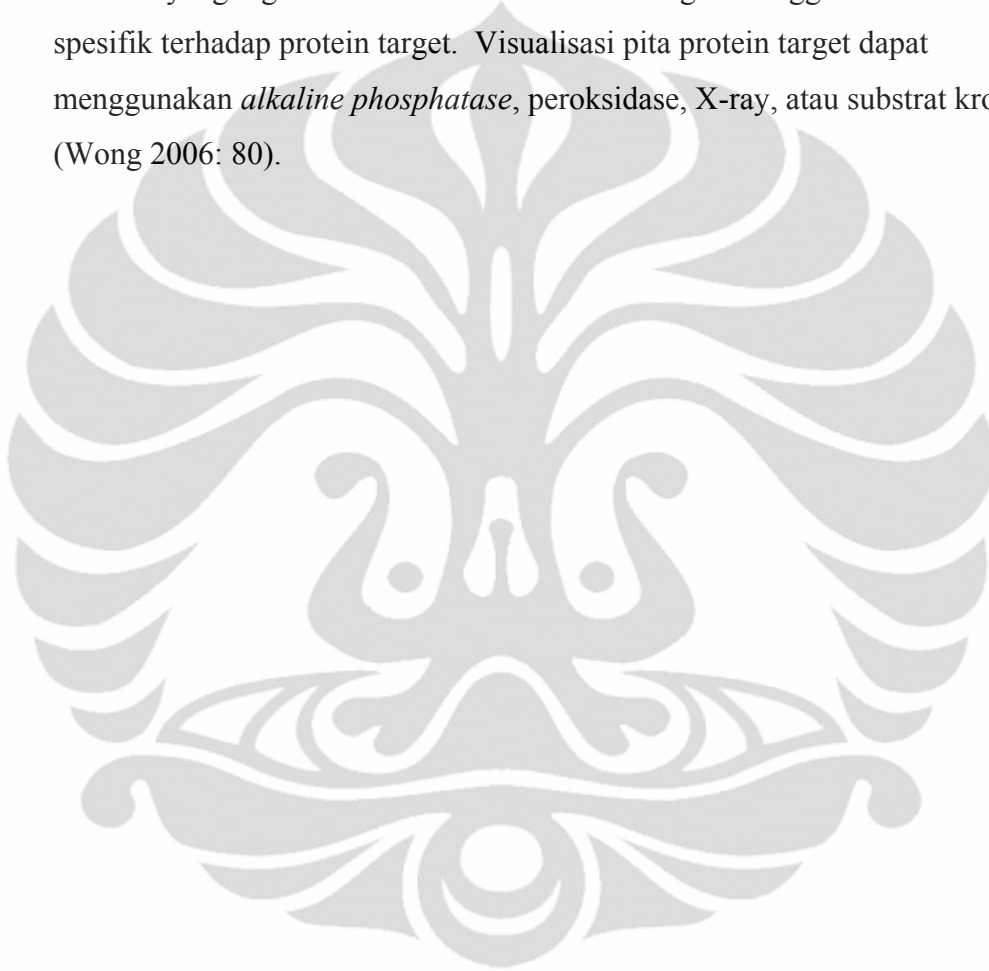 spesifik terhadap protein target. Visualisasi pita protein target dapat
menggunakan alkaline phosphatase, peroksidase, X-ray, atau substrat
(Wong 2006: 80).